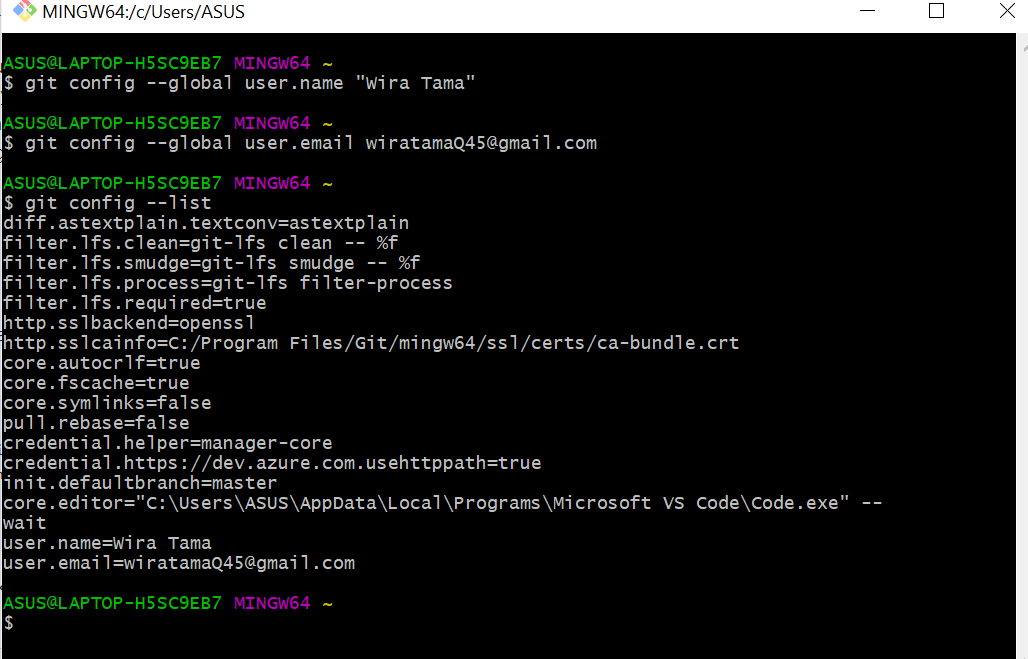 MINGW64:/c/Users/ASUS
ASUS@LAPTOP-H5SC9EB7 MINGW64 ~
$ git config --global user.name "Wira Tama"
ASUS@LAPTOP-H5SC9EB7 MINGW64 ~
$ git config --global user.email wiratamaQ45@gmail.com
ASUS@LAPTOP-H5SC9EB7 MINGW64 ~
$ git config --list
diff.astextplain.textconv=astextplain
filter.lfs.clean=git-lfs clean -- %f
filter.lfs.smudge=git-lfs smudge -- %f
filter.lfs.process=git-lfs filter-process
filter.lfs.required=true
http.sslbackend=openssl
http.sslcainfo=C:/Program Files/Git/mingw64/ssl/certs/ca-bundle.crt
core.autocrlf=true
core.fscache=true
core.symlinks=false
pull.rebase=false
credential.helper=manager-core
credential.https://dev.azure.com.usehttppath=true
init.defaultbranch=master
core.editor="C:\Users\ASUS\AppData\Local\Programs\Microsoft VS Code\Code.exe" --
wait
user.name=Wira Tama
user.email=wiratamaQ45@gmail.com
ASUS@LAPTOP-H5SC9EB7 MINGW64 ~
$